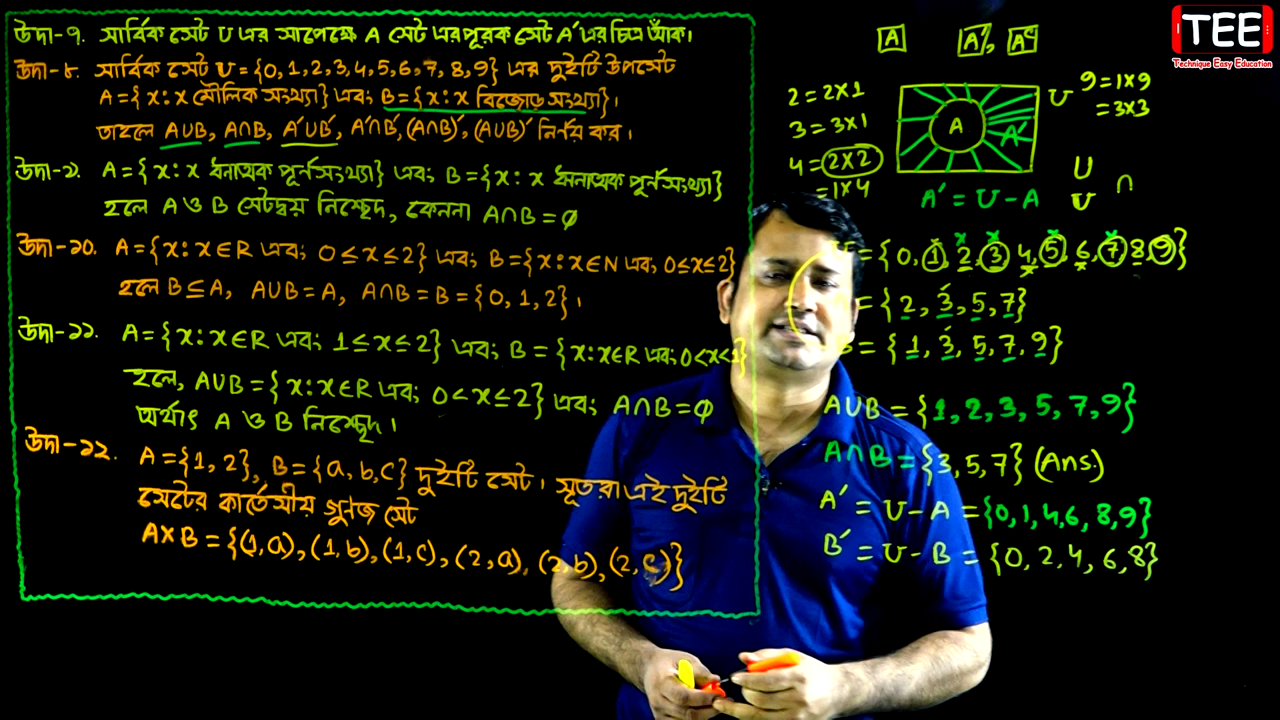 উদা-৭. সার্বিক সেট U এর সাপেক্ষে A সেট এর পূরক সেট A′ এর চিত্র আঁক।
উদা-৮. সার্বিক সেট U = {0, 1, 2, 3, 4, 5, 6, 7, 8, 9} এর দুইটি উপসেট
A = {x : x মৌলিক সংখ্যা} এবং B = {x : x বিজোড় সংখ্যা}।
তাহলে A∪B, A∩B, A′∪B′, A′∩B′, (A∩B)′, (A∪B)′ নির্ণয় কর।
উদা-৯. A = {x : x ধনাত্মক পূর্নসংখ্যা} এবং B = {x : x ঋনাত্মক পূর্নসংখ্যা}
হলে A ও B সেটদ্বয় নিশ্ছেদ, কেননা A∩B = φ
উদা-১০. A = {x : x∈R এবং 0≤x≤2} এবং B = {x : x∈N এবং 0≤x≤2}
হলে B⊆A, A∪B = A, A∩B = B = {0, 1, 2}।
উদা-১১. A = {x : x∈R এবং 1≤x≤2} এবং B = {x : x∈R এবং 0<x<1}
হলে, A∪B = {x : x∈R এবং 0<x≤2} এবং A∩B = φ
অর্থাৎ A ও B নিশ্ছেদ।
উদা-১২. A = {1, 2}, B = {a, b, c} দুইটি সেট। সুতরাং এই দুইটি
সেটের কার্তেসীয় গুণজ সেট
A×B = {(1, a), (1, b), (1, c), (2, a), (2, b), (2, c)}
A A′, Aᶜ
TEE
Technique Easy Education
2 = 2×1
3 = 3×1
4 = 2×2
= 1×4
A A′ U
9 = 1×9
= 3×3
A′ = U − A
∪ ∩
U
= {0, 1, 2, 3, 4, 5, 6, 7, 8, 9}
= {2, 3, 5, 7}
= {1, 3, 5, 7, 9}
A∪B = {1, 2, 3, 5, 7, 9}
A∩B = {3, 5, 7} (Ans.)
A′ = U − A = {0, 1, 4, 6, 8, 9}
B′ = U − B = {0, 2, 4, 6, 8}